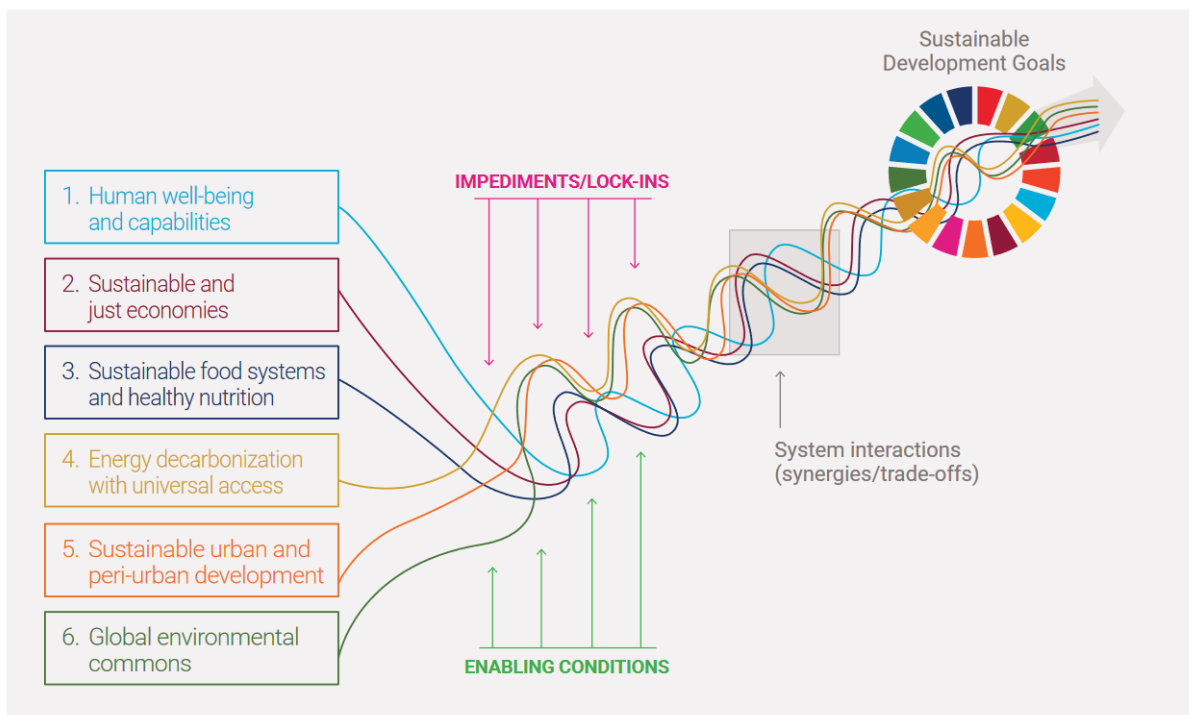 Sustainable
Development Goals
IMPEDIMENTS/LOCK-INS
1. Human well-being
and capabilities
2. Sustainable and
just economies
3. Sustainable food systems
and healthy nutrition
4. Energy decarbonization
with universal access
5. Sustainable urban and
peri-urban development
6. Global environmental
commons
System interactions
(synergies/trade-offs)
ENABLING CONDITIONS